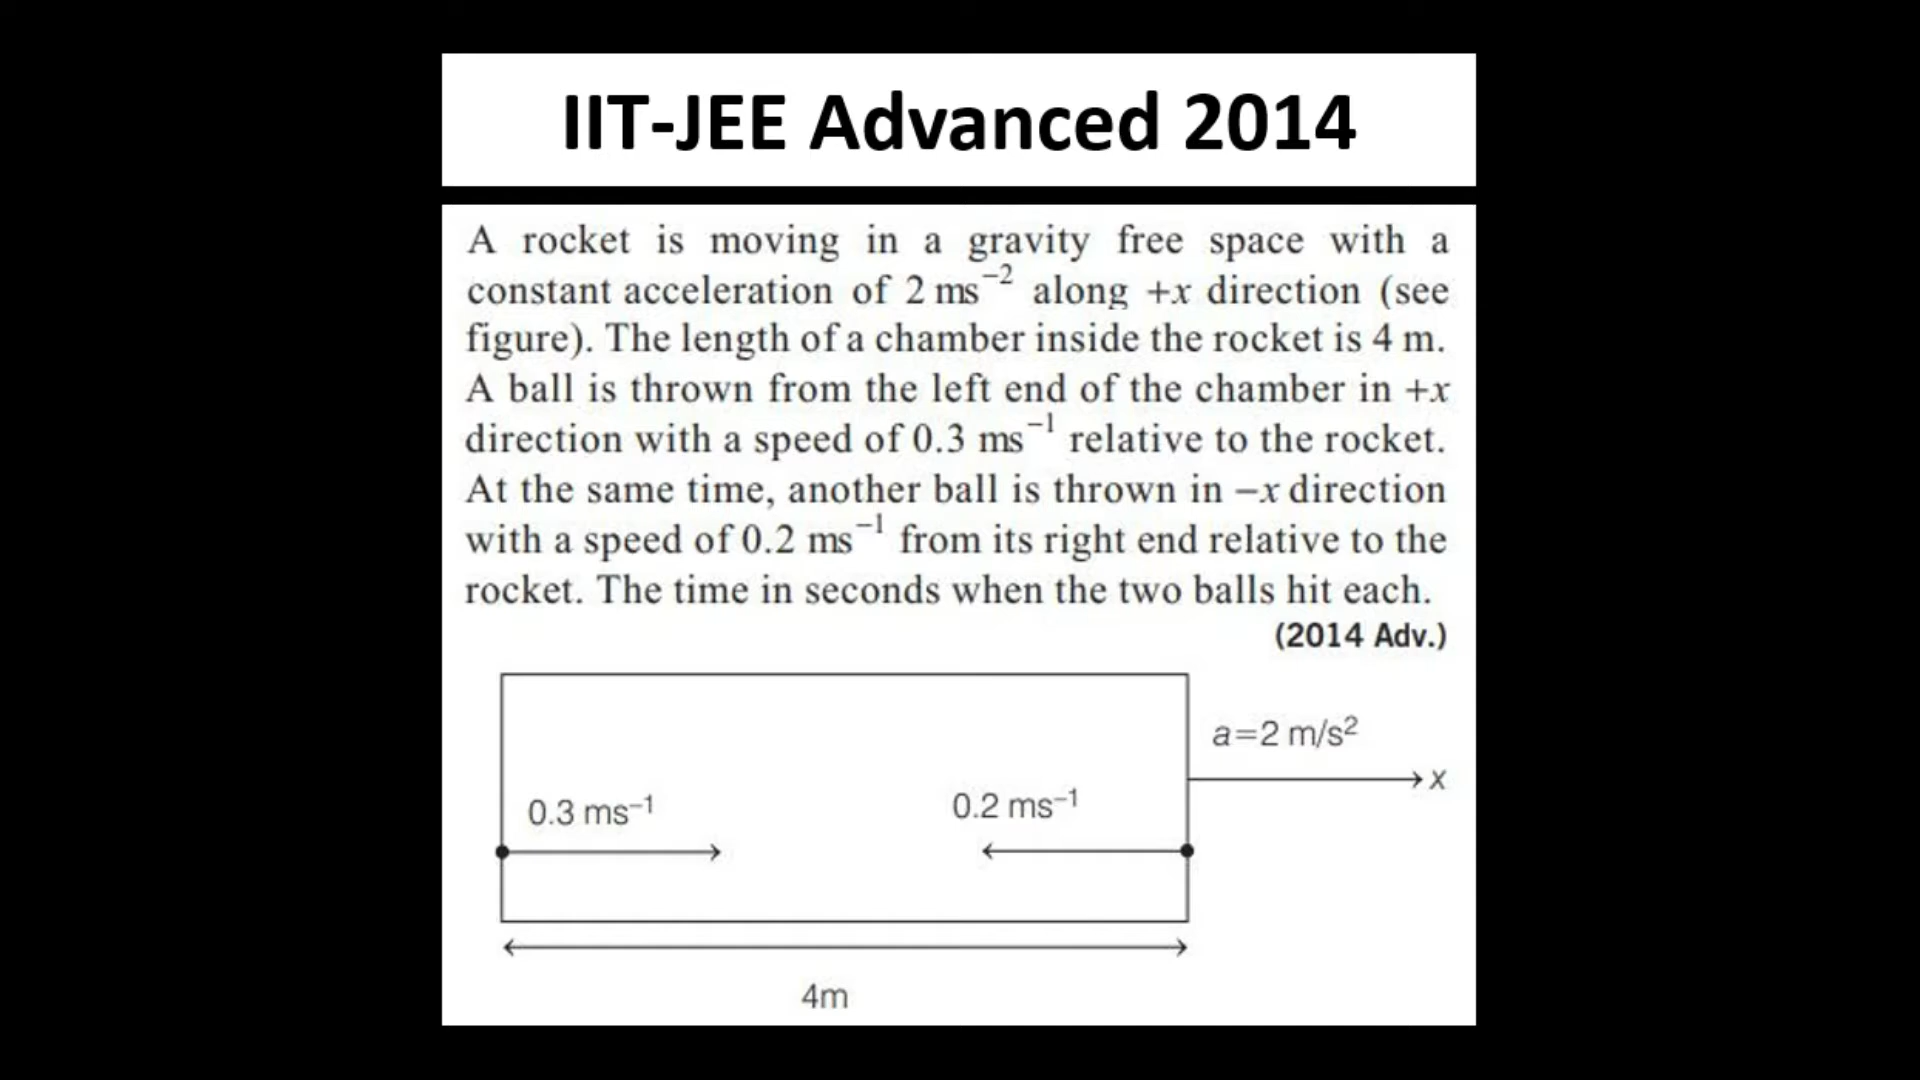 IIT-JEE Advanced 2014
A rocket is moving in a gravity free space with a
constant acceleration of 2 ms⁻² along +x direction (see
figure). The length of a chamber inside the rocket is 4 m.
A ball is thrown from the left end of the chamber in +x
direction with a speed of 0.3 ms⁻¹ relative to the rocket.
At the same time, another ball is thrown in –x direction
with a speed of 0.2 ms⁻¹ from its right end relative to the
rocket. The time in seconds when the two balls hit each.
(2014 Adv.)
a=2 m/s²
x
0.3 ms⁻¹
0.2 ms⁻¹
4m